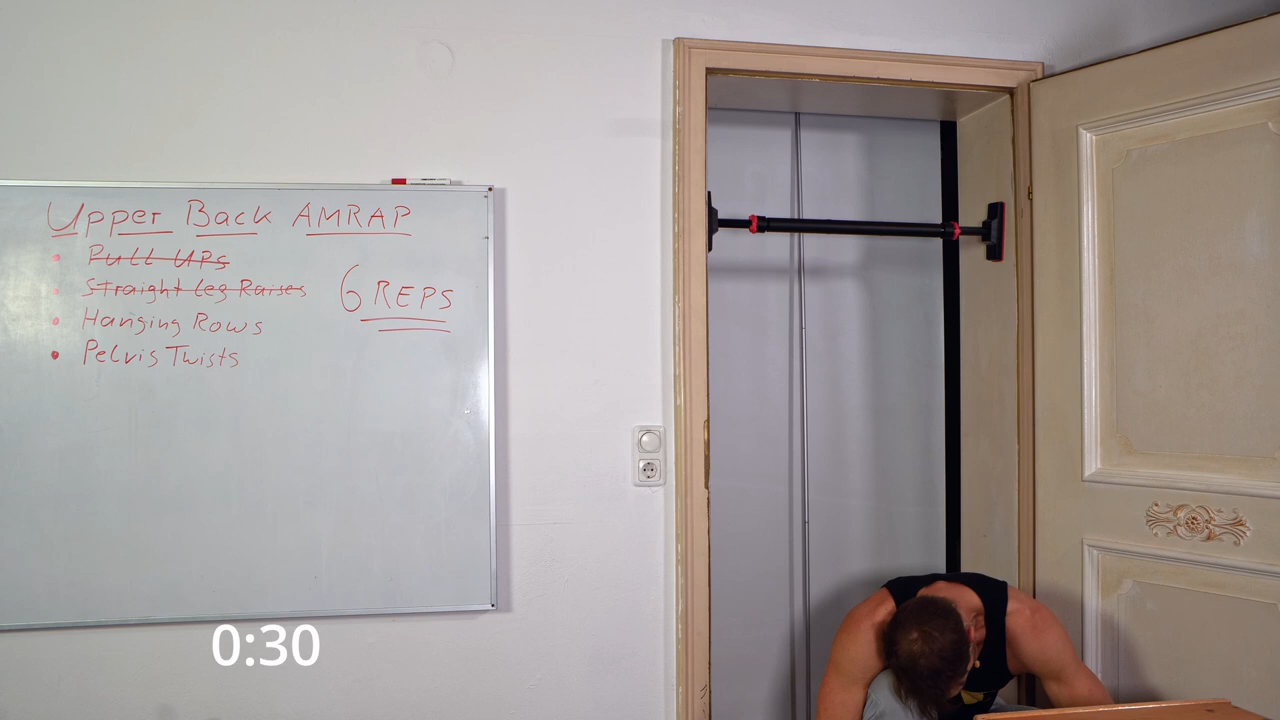 Upper Back AMRAP
• Pull UPs
• Straight Leg Raises
6 REPS
• Hanging Rows
• Pelvis Twists
0:30